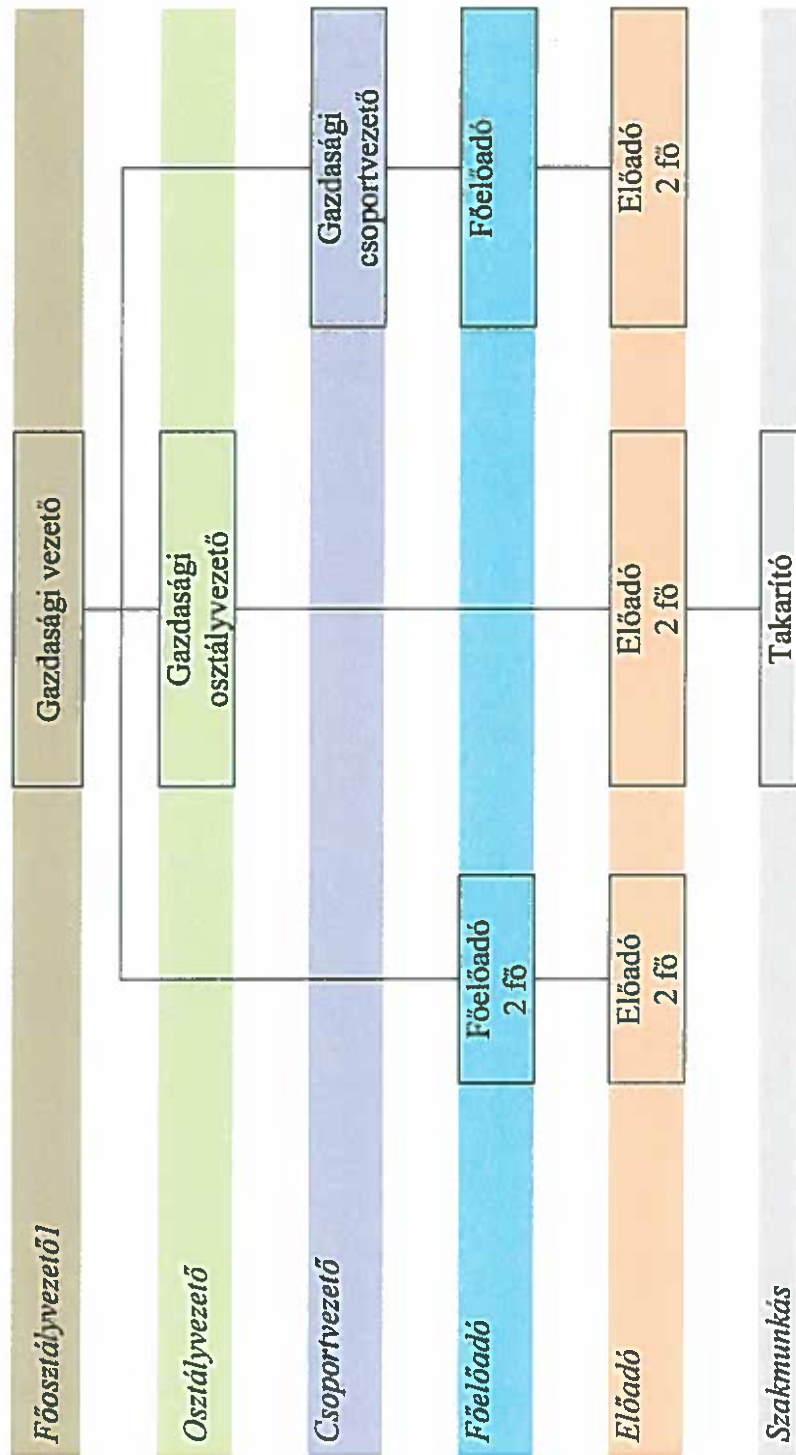 Főosztályvezető1
Gazdasági vezető
Osztályvezető
Gazdasági
osztályvezető
Csoportvezető
Gazdasági
csoportvezető
Főelőadó
Főelőadó
2 fő
Főelőadó
Előadó
Előadó
2 fő
Előadó
2 fő
Előadó
2 fő
Szakmunkás
Takarító